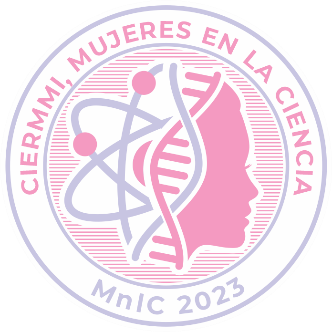 CIERMMI, MUJERES EN LA CIENCIA
MnIC 2023